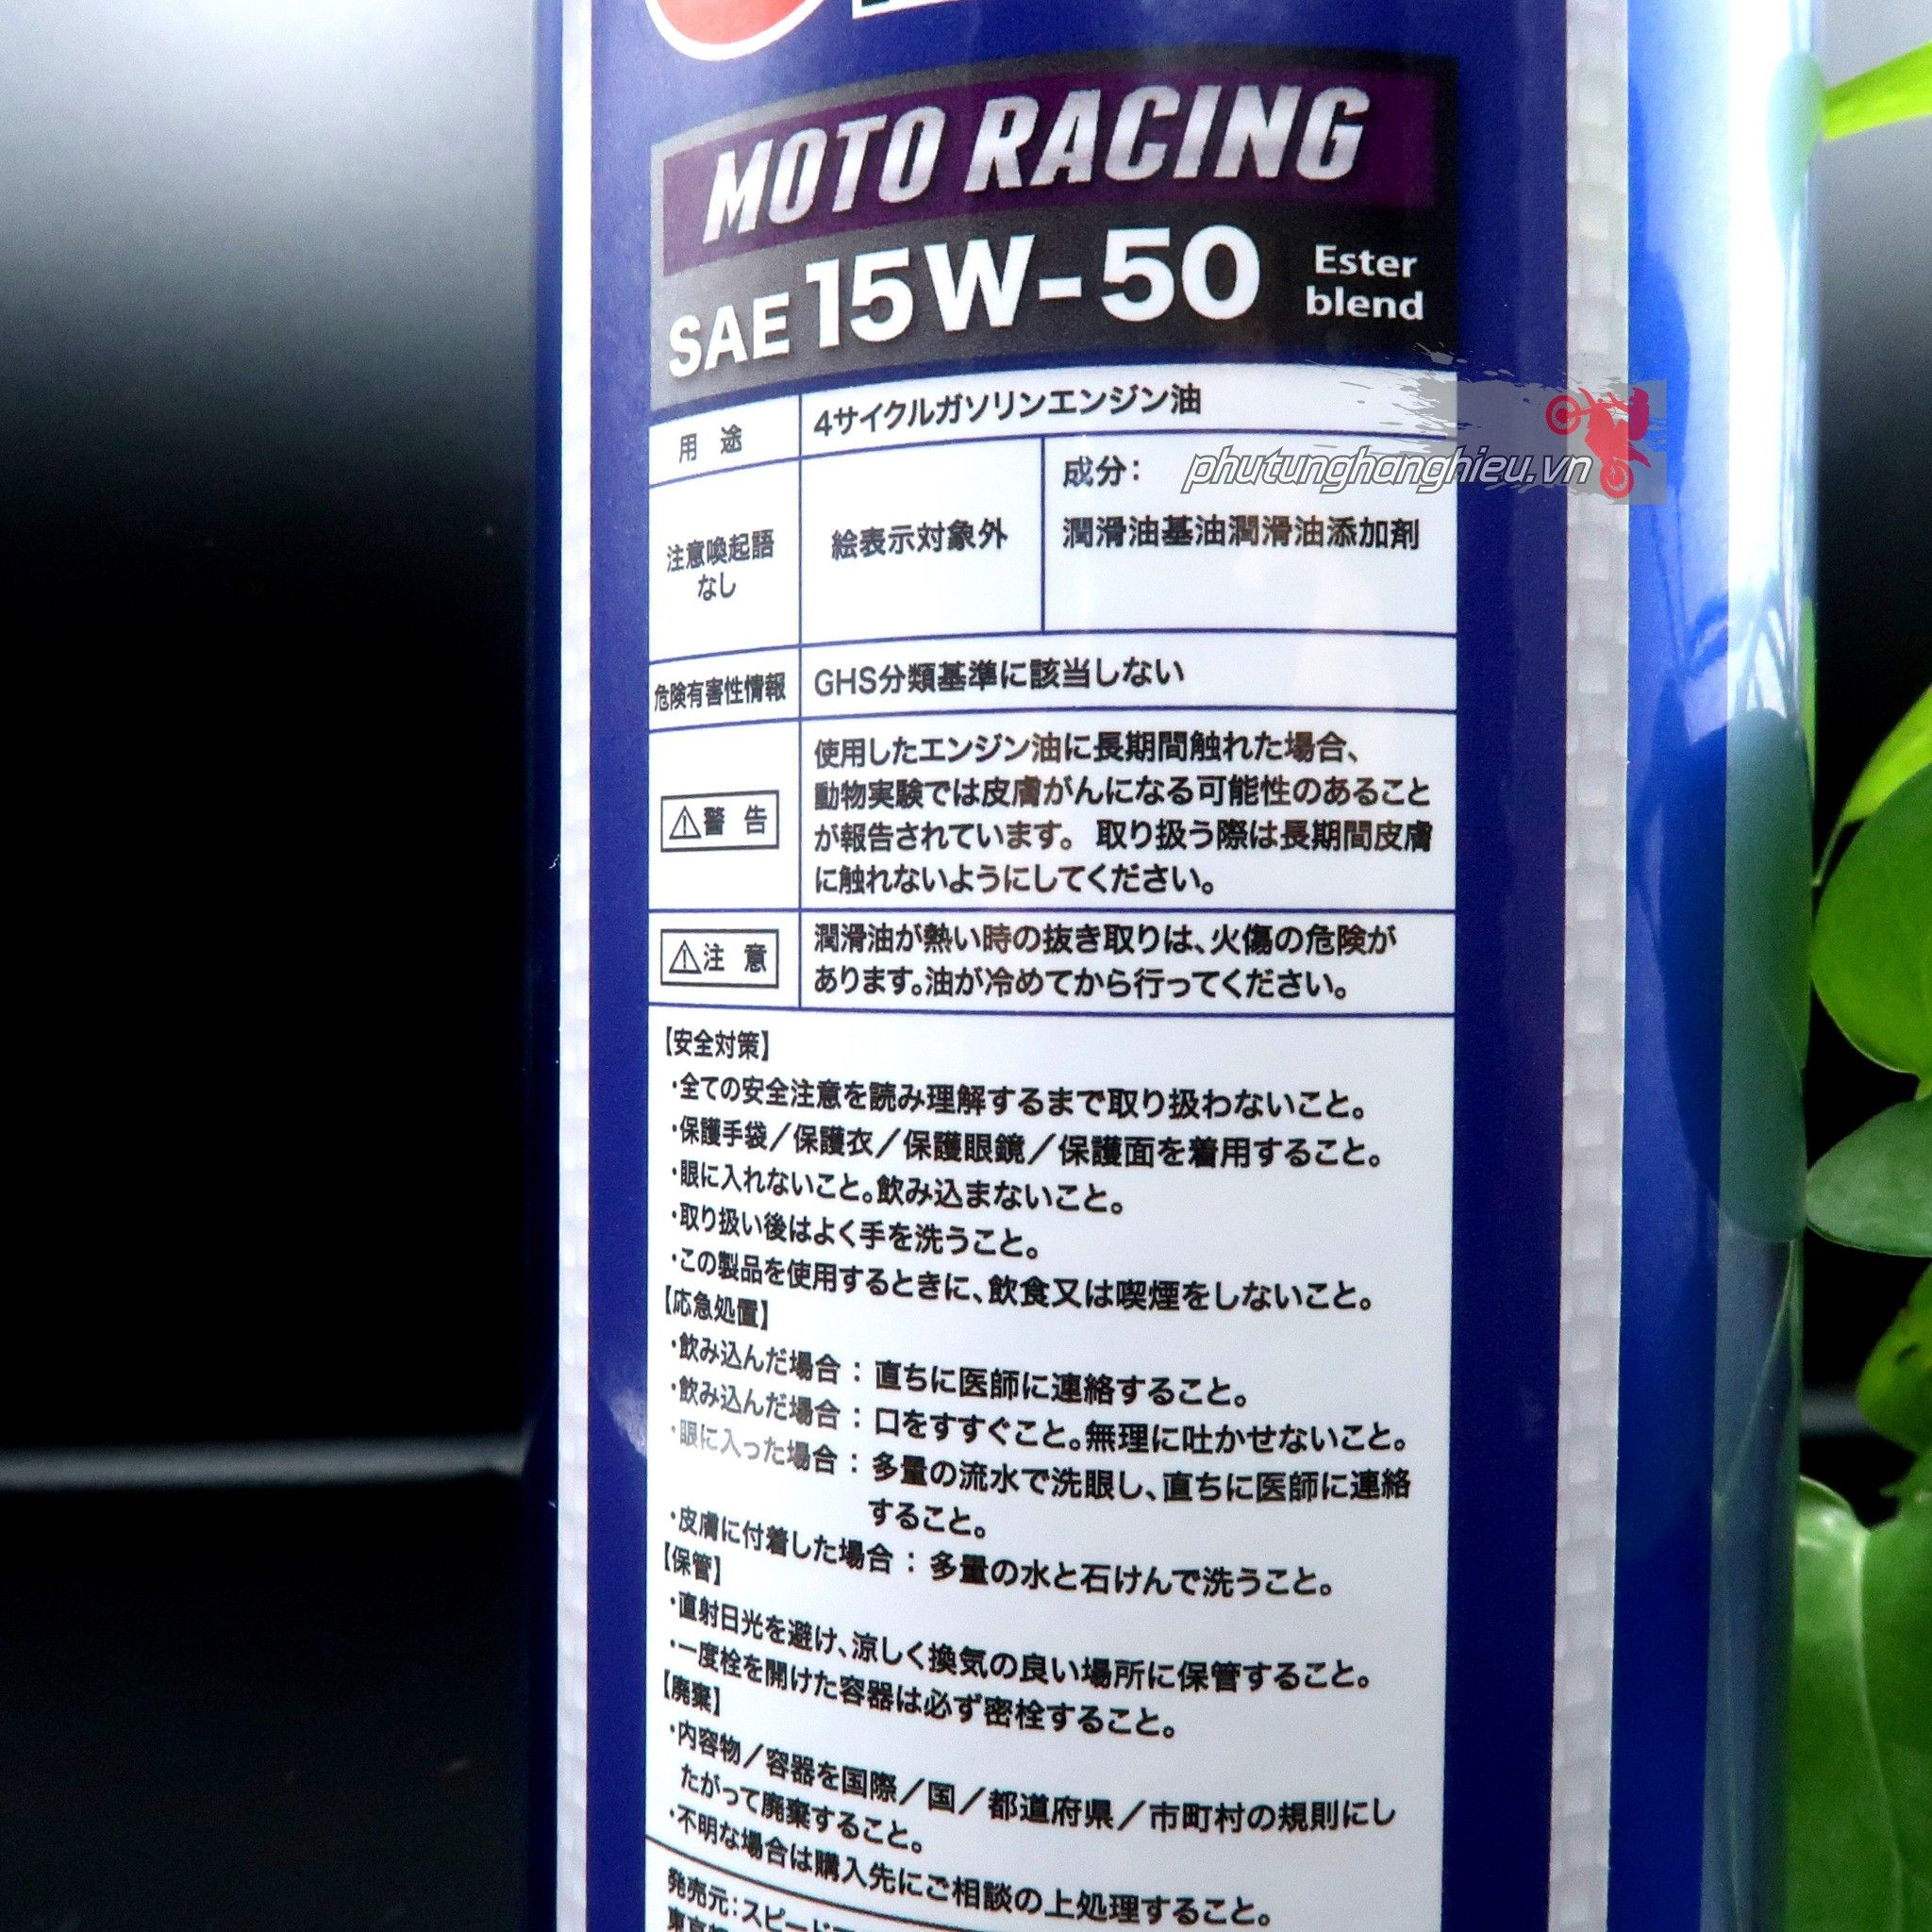 MOTO RACING
SAE 15W-50 Ester
blend
用 途
4サイクルガソリンエンジン油
phutunghanghieu.vn
注意喚起語
なし
絵表示対象外
成分:
潤滑油基油潤滑油添加剤
危険有害性情報
GHS分類基準に該当しない
⚠警 告
使用したエンジン油に長期間触れた場合、
動物実験では皮膚がんになる可能性のあること
が報告されています。 取り扱う際は長期間皮膚
に触れないようにしてください。
⚠注 意
潤滑油が熱い時の抜き取りは、火傷の危険が
あります。油が冷めてから行ってください。
【安全対策】
・全ての安全注意を読み理解するまで取り扱わないこと。
・保護手袋/保護衣/保護眼鏡/保護面を着用すること。
・眼に入れないこと。飲み込まないこと。
・取り扱い後はよく手を洗うこと。
・この製品を使用するときに、飲食又は喫煙をしないこと。
【応急処置】
・飲み込んだ場合:直ちに医師に連絡すること。
・飲み込んだ場合:口をすすぐこと。無理に吐かせないこと。
・眼に入った場合:多量の流水で洗眼し、直ちに医師に連絡
すること。
・皮膚に付着した場合:多量の水と石けんで洗うこと。
【保管】
・直射日光を避け、涼しく換気の良い場所に保管すること。
・一度栓を開けた容器は必ず密栓すること。
【廃棄】
・内容物/容器を国際/国/都道府県/市町村の規則にし
たがって廃棄すること。
・不明な場合は購入先にご相談の上処理すること。
発売元:スピード